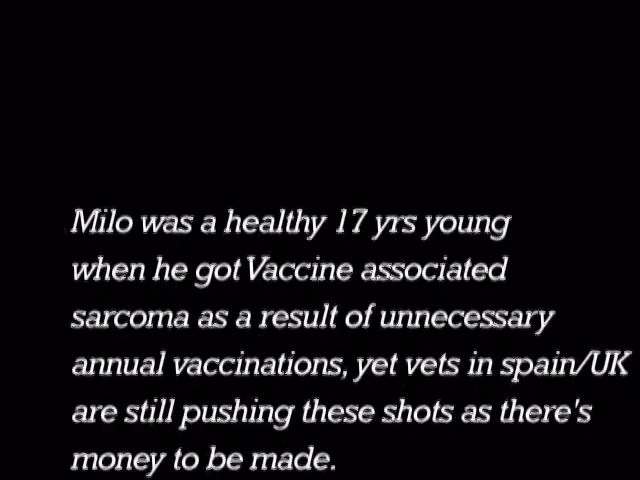 Milo was a healthy 17 yrs young
when he got Vaccine associated
sarcoma as a result of unnecessary
annual vaccinations, yet vets in spain/UK
are still pushing these shots as there's
money to be made.